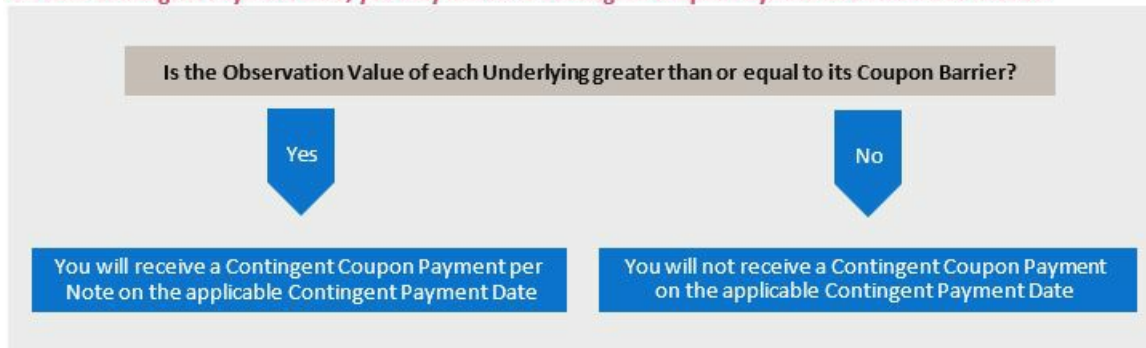 Is the Observation Value of each Underlying greater than or equal to its Coupon Barrier?
Yes
No
You will receive a Contingent Coupon Payment per
Note on the applicable Contingent Payment Date
You will not receive a Contingent Coupon Payment
on the applicable Contingent Payment Date